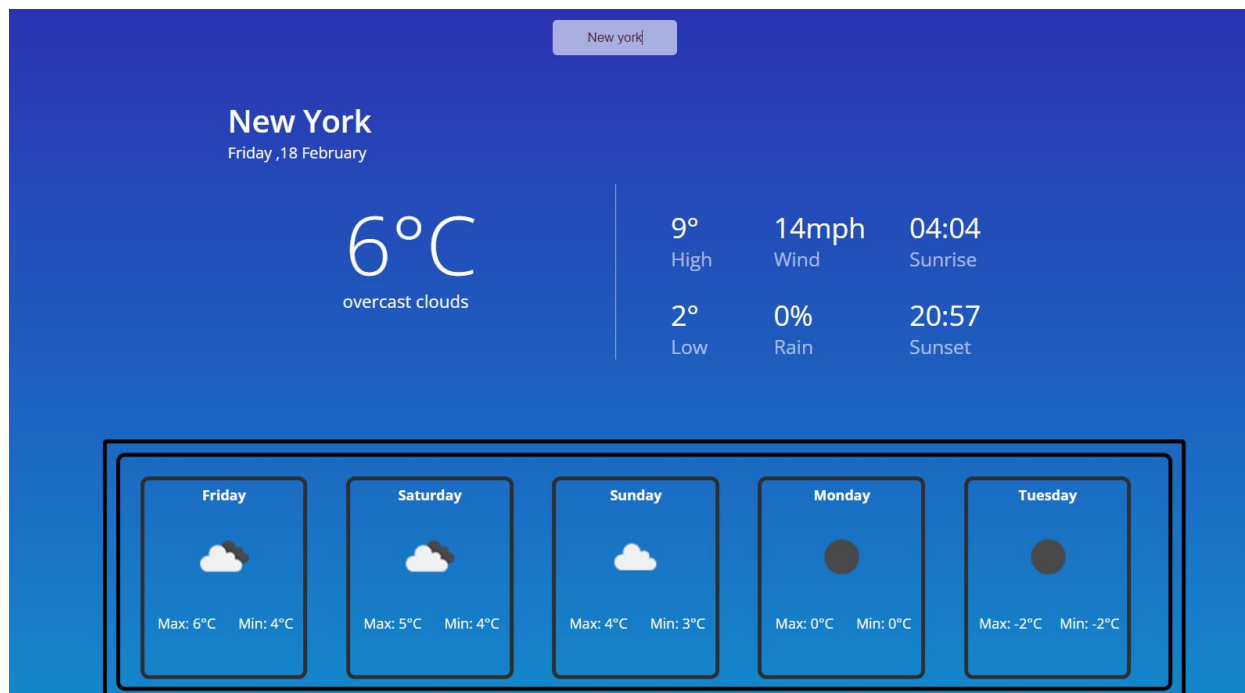 New york
New York
Friday ,18 February
6°C
overcast clouds
9° 14mph 04:04
High Wind Sunrise
2° 0% 20:57
Low Rain Sunset
Friday Saturday Sunday Monday Tuesday
Max: 6°C Min: 4°C Max: 5°C Min: 4°C Max: 4°C Min: 3°C Max: 0°C Min: 0°C Max: -2°C Min: -2°C